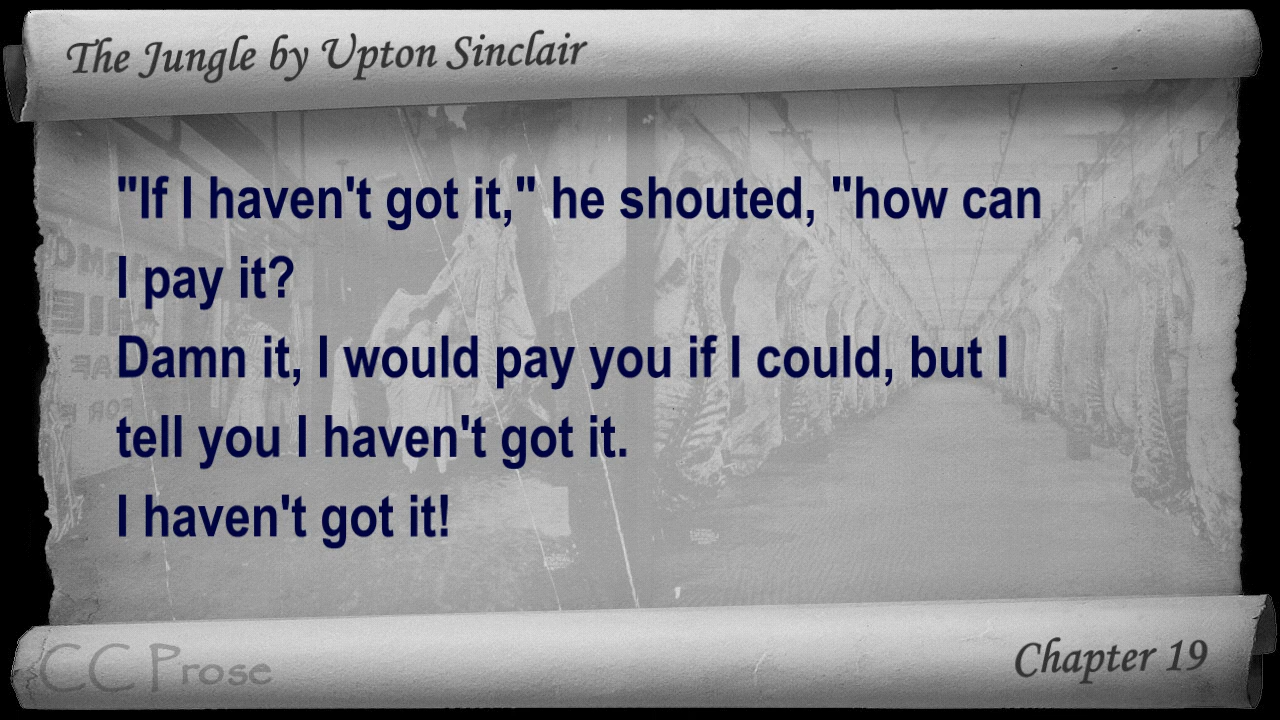 The Jungle by Upton Sinclair
"If I haven't got it," he shouted, "how can
I pay it?
Damn it, I would pay you if I could, but I
tell you I haven't got it.
I haven't got it!
CC Prose
Chapter 19